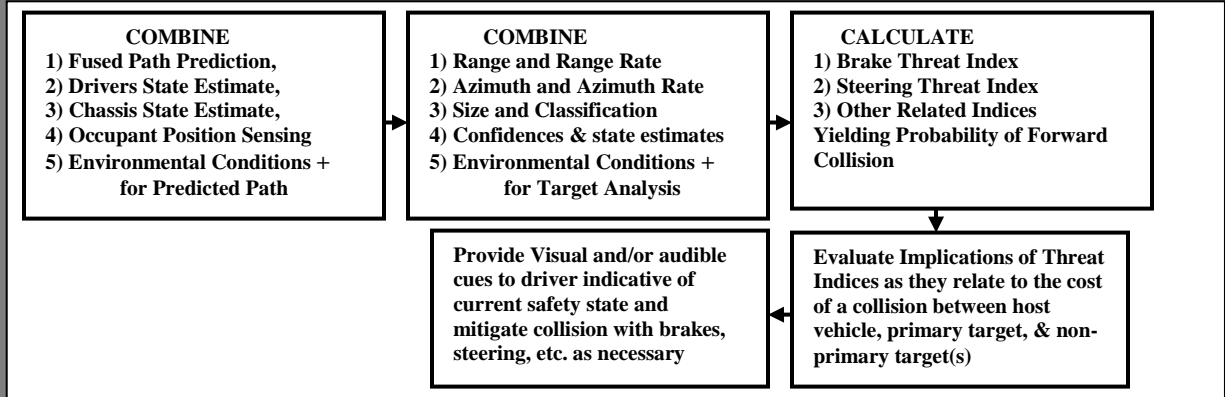 COMBINE
1) Fused Path Prediction,
2) Drivers State Estimate,
3) Chassis State Estimate,
4) Occupant Position Sensing
5) Environmental Conditions +
for Predicted Path
COMBINE
1) Range and Range Rate
2) Azimuth and Azimuth Rate
3) Size and Classification
4) Confidences & state estimates
5) Environmental Conditions +
for Target Analysis
CALCULATE
1) Brake Threat Index
2) Steering Threat Index
3) Other Related Indices
Yielding Probability of Forward
Collision
Evaluate Implications of Threat
Indices as they relate to the cost
of a collision between host
vehicle, primary target, & non-
primary target(s)
Provide Visual and/or audible
cues to driver indicative of
current safety state and
mitigate collision with brakes,
steering, etc. as necessary